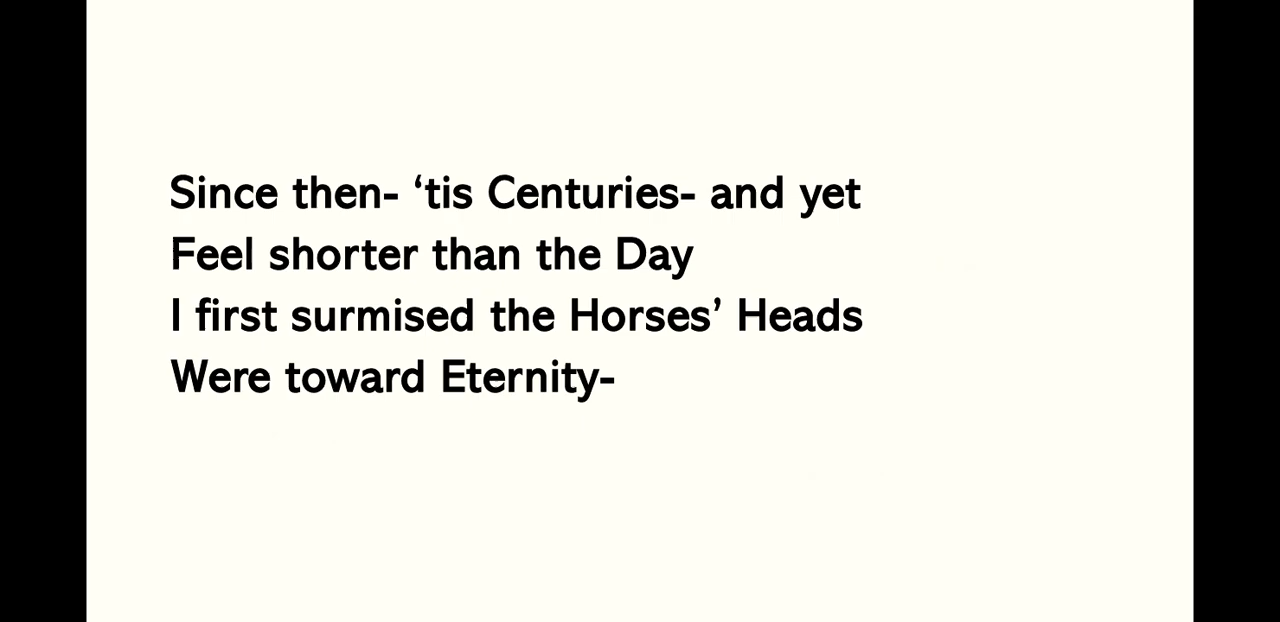 Since then- ‘tis Centuries- and yet
Feel shorter than the Day
I first surmised the Horses’ Heads
Were toward Eternity-